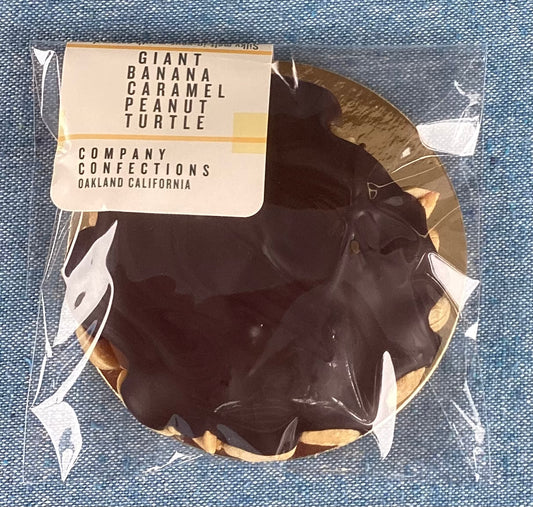 GIANT
BANANA
CARAMEL
PEANUT
TURTLE
COMPANY
CONFECTIONS
OAKLAND CALIFORNIA